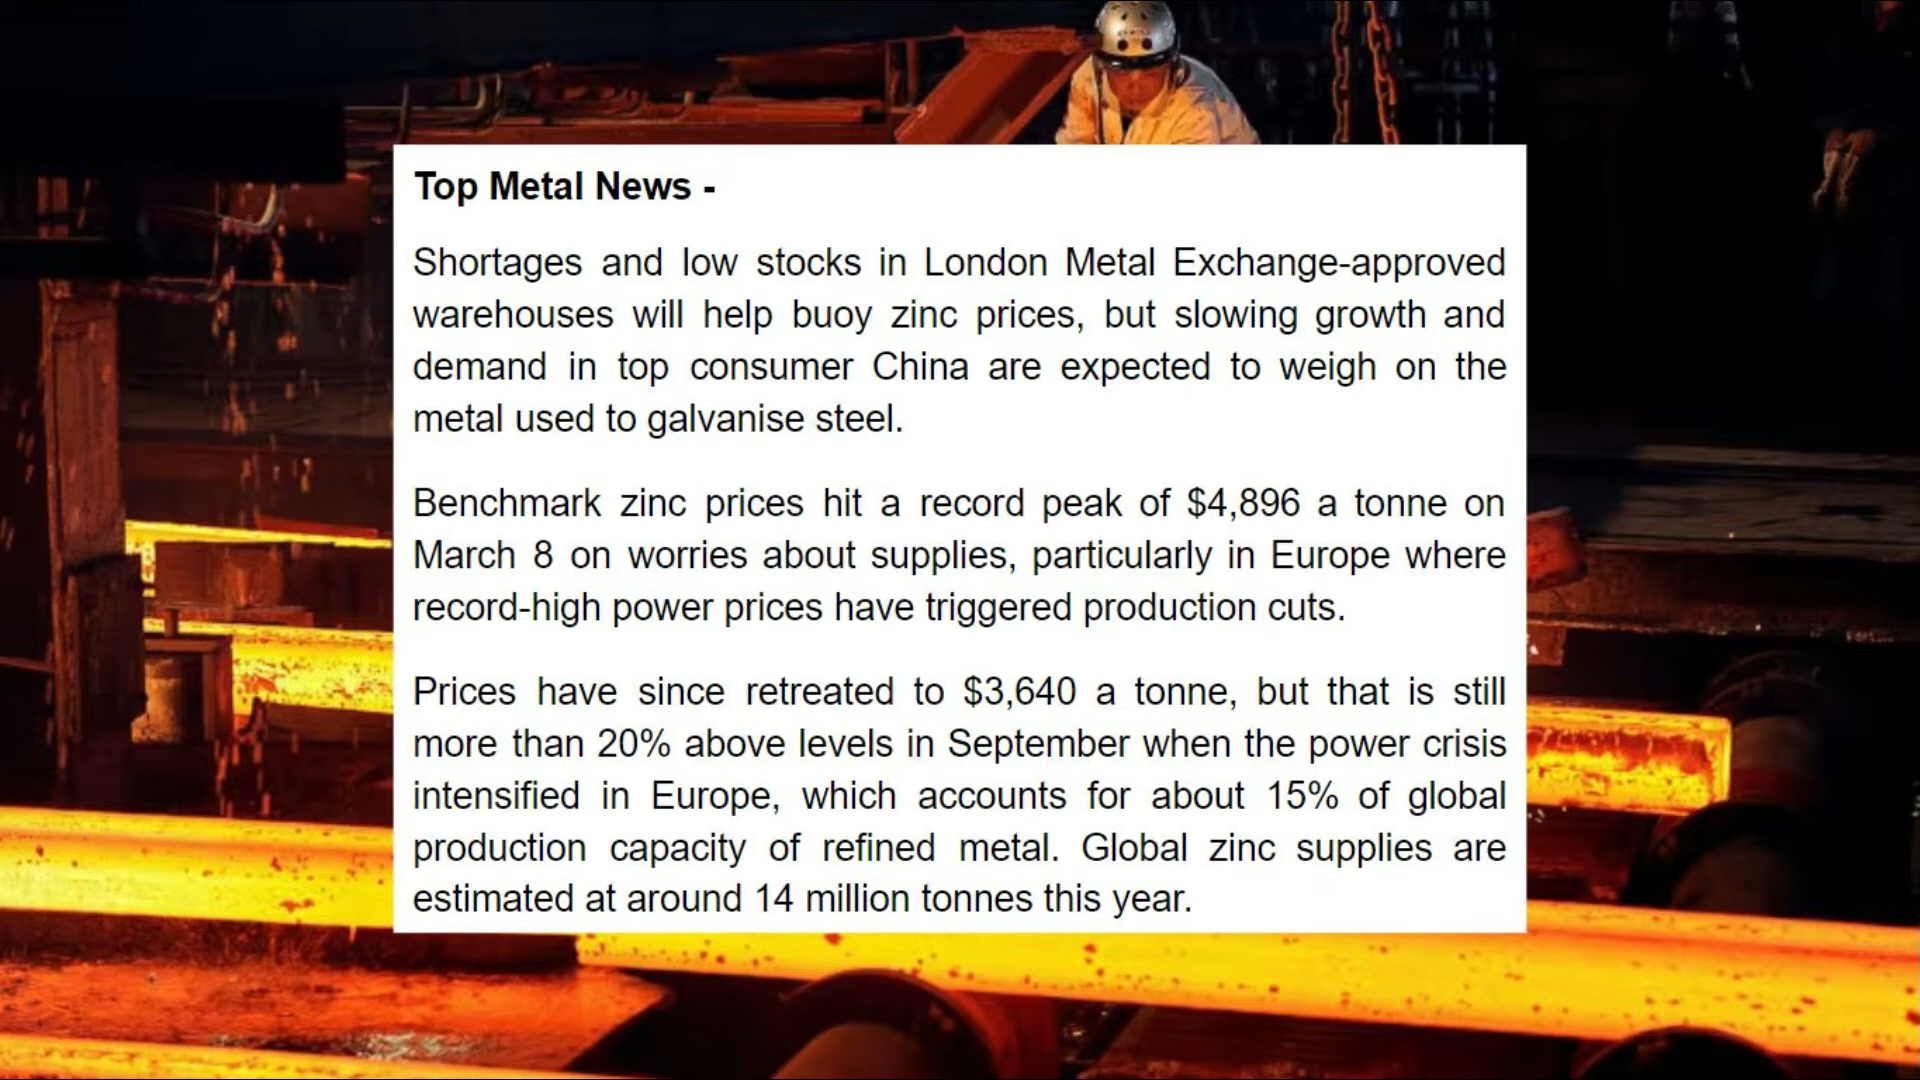 Top Metal News -
Shortages and low stocks in London Metal Exchange-approved
warehouses will help buoy zinc prices, but slowing growth and
demand in top consumer China are expected to weigh on the
metal used to galvanise steel.
Benchmark zinc prices hit a record peak of $4,896 a tonne on
March 8 on worries about supplies, particularly in Europe where
record-high power prices have triggered production cuts.
Prices have since retreated to $3,640 a tonne, but that is still
more than 20% above levels in September when the power crisis
intensified in Europe, which accounts for about 15% of global
production capacity of refined metal. Global zinc supplies are
estimated at around 14 million tonnes this year.